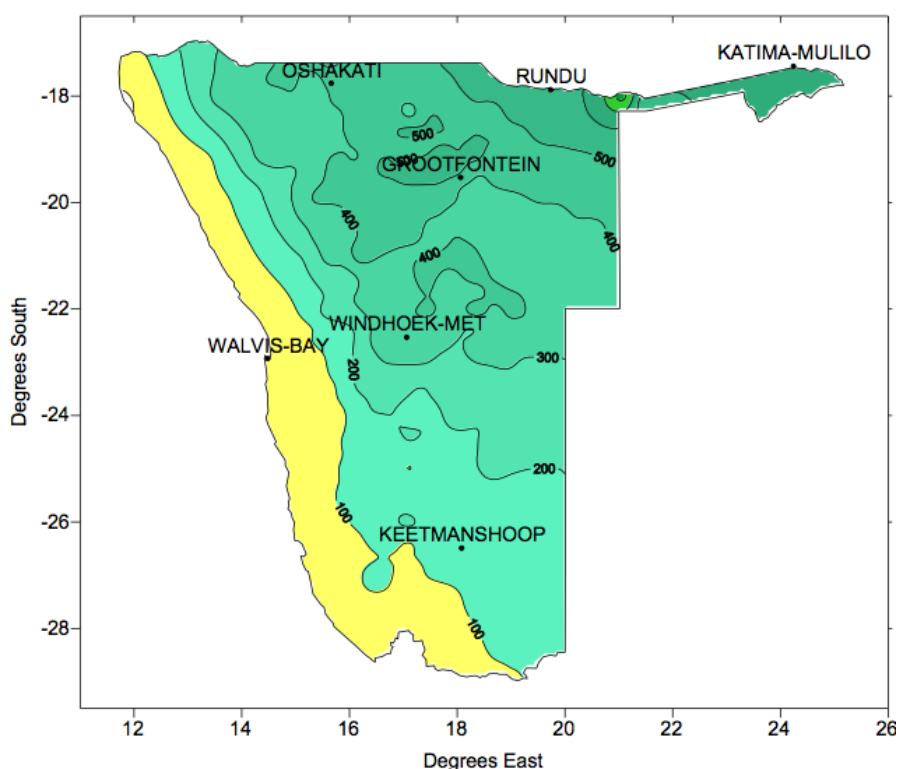 KATIMA-MULILO
OSHAKATI
RUNDU
-18
500
500
500
GROOTFONTEIN
-20
400
400
400
-22
WINDHOEK-MET
WALVIS-BAY
300
200
-24
200
100
-26
KEETMANSHOOP
100
-28
Degrees South
12 14 16 18 20 22 24 26
Degrees East